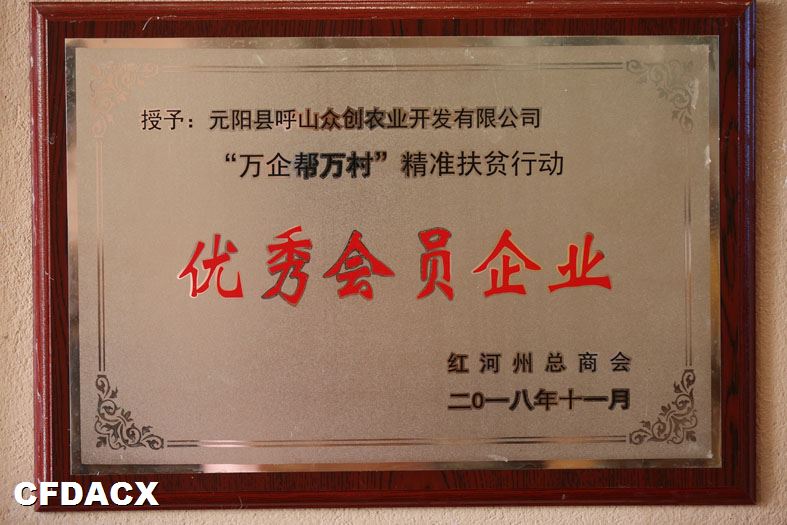 授予：元阳县呼山众创农业开发有限公司
“万企帮万村”精准扶贫行动
优秀会员企业
红河州总商会
二0一八年十一月
CFDACX